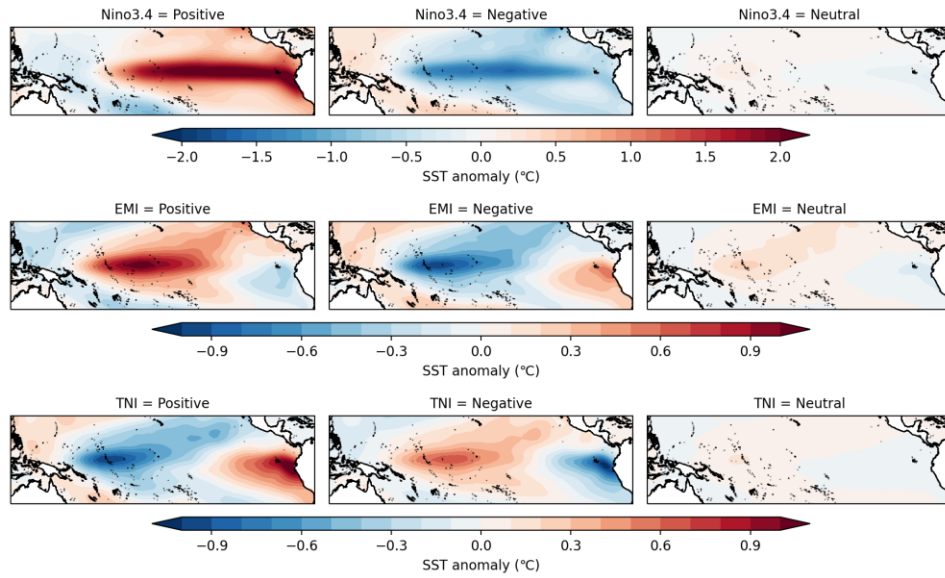 Nino3.4 = Positive Nino3.4 = Negative Nino3.4 = Neutral
−2.0 −1.5 −1.0 −0.5 0.0 0.5 1.0 1.5 2.0
SST anomaly (℃)
EMI = Positive EMI = Negative EMI = Neutral
−0.9 −0.6 −0.3 0.0 0.3 0.6 0.9
SST anomaly (℃)
TNI = Positive TNI = Negative TNI = Neutral
−0.9 −0.6 −0.3 0.0 0.3 0.6 0.9
SST anomaly (℃)